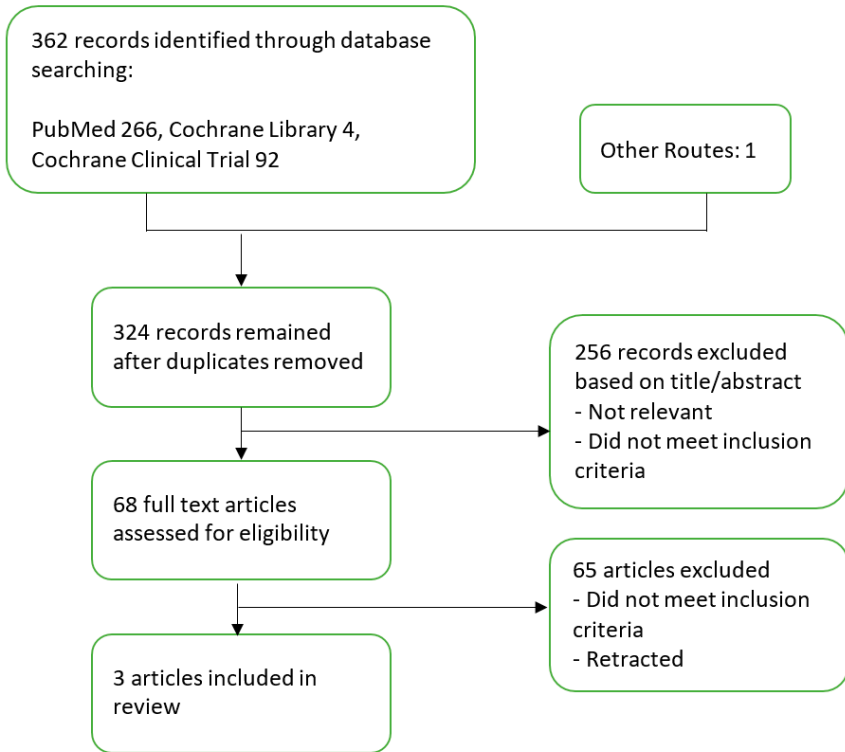 362 records identified through database
searching:
PubMed 266, Cochrane Library 4,
Cochrane Clinical Trial 92
Other Routes: 1
324 records remained
after duplicates removed
256 records excluded
based on title/abstract
- Not relevant
- Did not meet inclusion
criteria
68 full text articles
assessed for eligibility
65 articles excluded
- Did not meet inclusion
criteria
- Retracted
3 articles included in
review